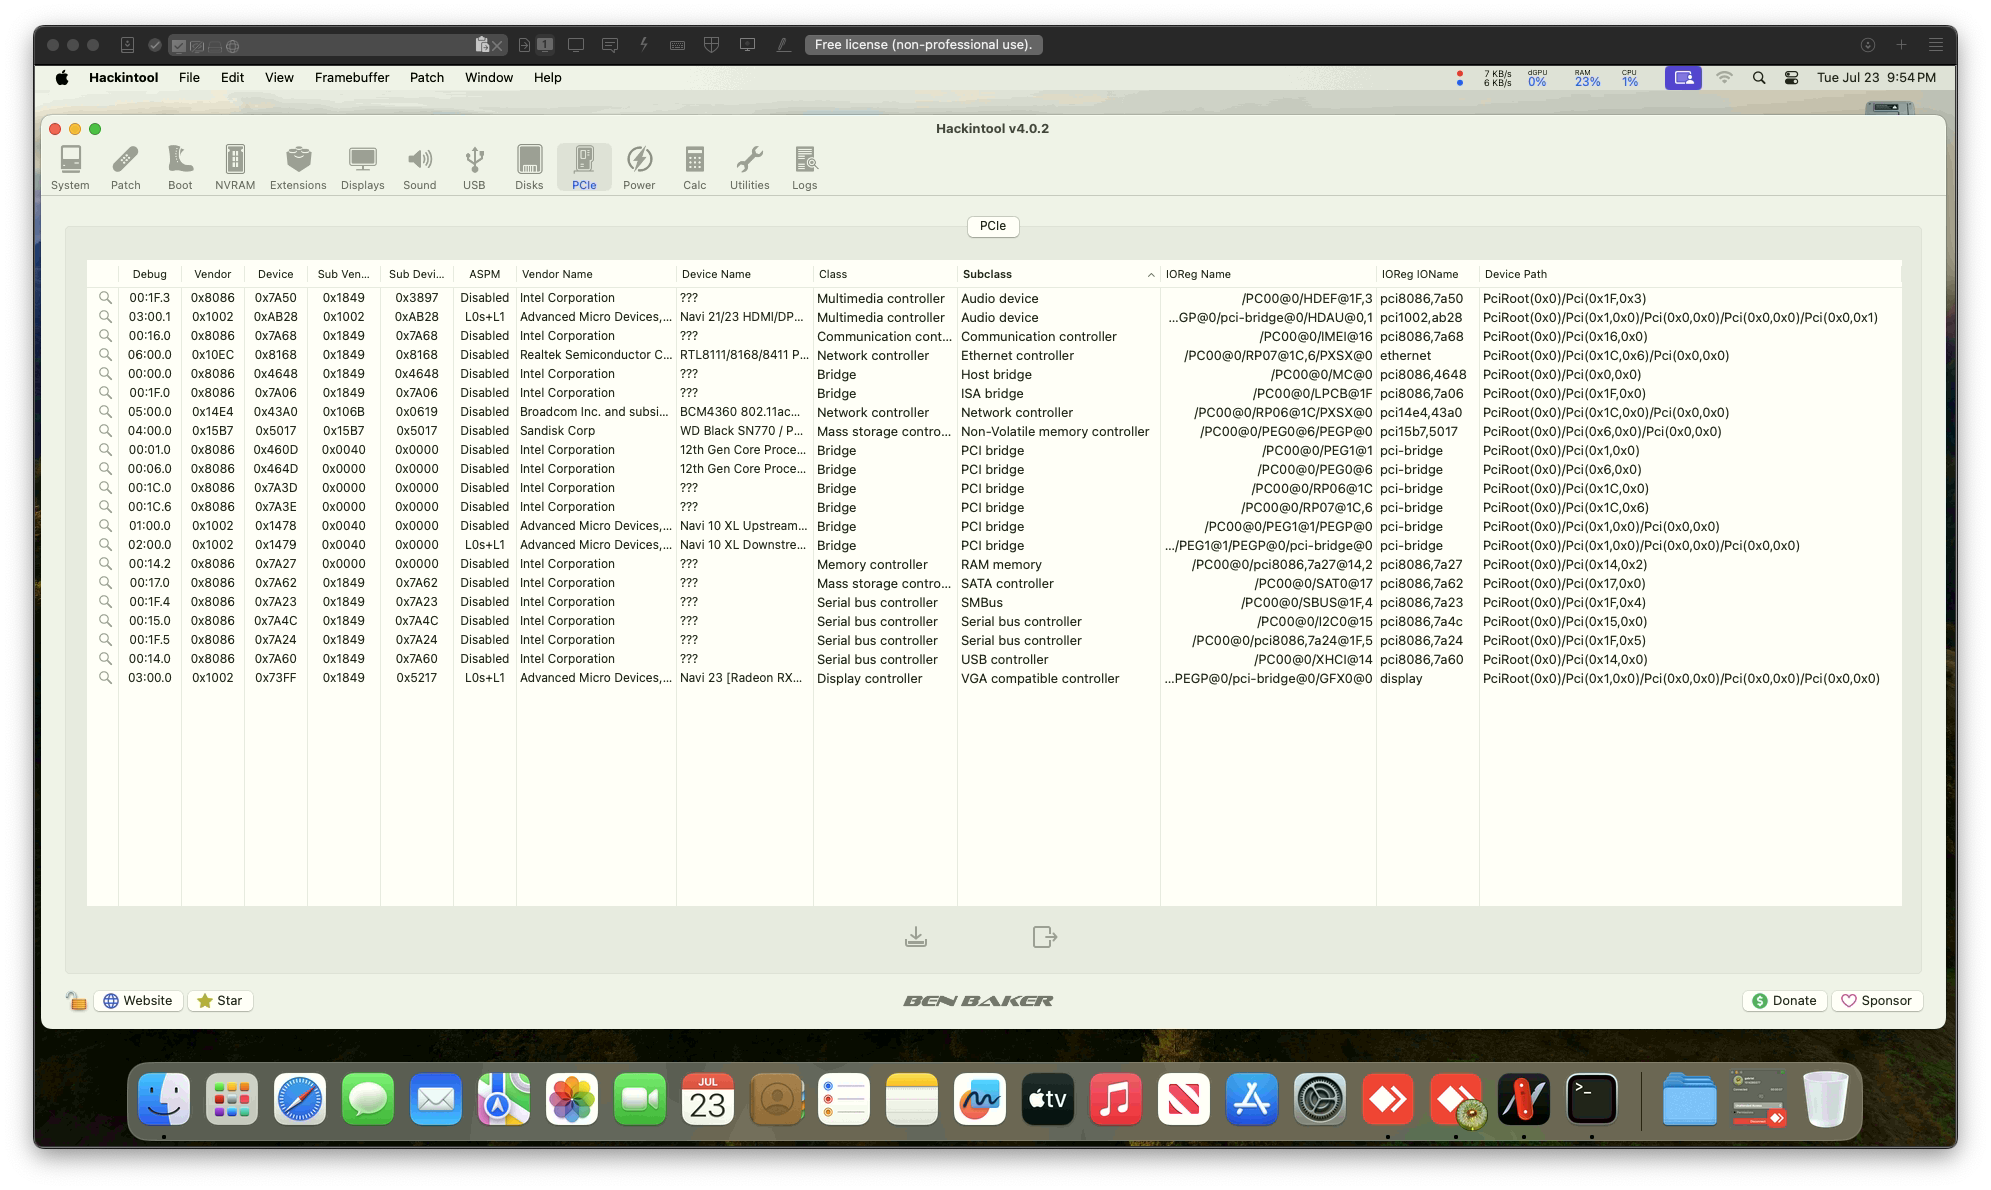 1
Free license (non-professional use).
Hackintool File Edit View Framebuffer Patch Window Help
7 KB/s
6 KB/s
dGPU
0%
RAM
23%
CPU
1%
Tue Jul 23 9:54 PM
Hackintool v4.0.2
System Patch Boot NVRAM Extensions Displays Sound USB Disks PCIe Power Calc Utilities Logs
PCIe
Debug Vendor Device Sub Ven... Sub Devi... ASPM Vendor Name Device Name Class Subclass IOReg Name IOReg IOName Device Path
00:1F.3 0x8086 0x7A50 0x1849 0x3897 Disabled Intel Corporation ??? Multimedia controller Audio device /PC00@0/HDEF@1F,3 pci8086,7a50 PciRoot(0x0)/Pci(0x1F,0x3)
03:00.1 0x1002 0xAB28 0x1002 0xAB28 L0s+L1 Advanced Micro Devices,... Navi 21/23 HDMI/DP... Multimedia controller Audio device ...GP@0/pci-bridge@0/HDAU@0,1 pci1002,ab28 PciRoot(0x0)/Pci(0x1,0x0)/Pci(0x0,0x0)/Pci(0x0,0x0)/Pci(0x0,0x1)
00:16.0 0x8086 0x7A68 0x1849 0x7A68 Disabled Intel Corporation ??? Communication cont... Communication controller /PC00@0/IMEI@16 pci8086,7a68 PciRoot(0x0)/Pci(0x16,0x0)
06:00.0 0x10EC 0x8168 0x1849 0x8168 Disabled Realtek Semiconductor C... RTL8111/8168/8411 P... Network controller Ethernet controller /PC00@0/RP07@1C,6/PXSX@0 ethernet PciRoot(0x0)/Pci(0x1C,0x6)/Pci(0x0,0x0)
00:00.0 0x8086 0x4648 0x1849 0x4648 Disabled Intel Corporation ??? Bridge Host bridge /PC00@0/MC@0 pci8086,4648 PciRoot(0x0)/Pci(0x0,0x0)
00:1F.0 0x8086 0x7A06 0x1849 0x7A06 Disabled Intel Corporation ??? Bridge ISA bridge /PC00@0/LPCB@1F pci8086,7a06 PciRoot(0x0)/Pci(0x1F,0x0)
05:00.0 0x14E4 0x43A0 0x106B 0x0619 Disabled Broadcom Inc. and subsi... BCM4360 802.11ac... Network controller Network controller /PC00@0/RP06@1C/PXSX@0 pci14e4,43a0 PciRoot(0x0)/Pci(0x1C,0x0)/Pci(0x0,0x0)
04:00.0 0x15B7 0x5017 0x15B7 0x5017 Disabled Sandisk Corp WD Black SN770 / P... Mass storage contro... Non-Volatile memory controller /PC00@0/PEG0@6/PEGP@0 pci15b7,5017 PciRoot(0x0)/Pci(0x6,0x0)/Pci(0x0,0x0)
00:01.0 0x8086 0x460D 0x0040 0x0000 Disabled Intel Corporation 12th Gen Core Proce... Bridge PCI bridge /PC00@0/PEG1@1 pci-bridge PciRoot(0x0)/Pci(0x1,0x0)
00:06.0 0x8086 0x464D 0x0000 0x0000 Disabled Intel Corporation 12th Gen Core Proce... Bridge PCI bridge /PC00@0/PEG0@6 pci-bridge PciRoot(0x0)/Pci(0x6,0x0)
00:1C.0 0x8086 0x7A3D 0x0000 0x0000 Disabled Intel Corporation ??? Bridge PCI bridge /PC00@0/RP06@1C pci-bridge PciRoot(0x0)/Pci(0x1C,0x0)
00:1C.6 0x8086 0x7A3E 0x0000 0x0000 Disabled Intel Corporation ??? Bridge PCI bridge /PC00@0/RP07@1C,6 pci-bridge PciRoot(0x0)/Pci(0x1C,0x6)
01:00.0 0x1002 0x1478 0x0040 0x0000 Disabled Advanced Micro Devices,... Navi 10 XL Upstream... Bridge PCI bridge /PC00@0/PEG1@1/PEGP@0 pci-bridge PciRoot(0x0)/Pci(0x1,0x0)/Pci(0x0,0x0)
02:00.0 0x1002 0x1479 0x0040 0x0000 L0s+L1 Advanced Micro Devices,... Navi 10 XL Downstre... Bridge PCI bridge .../PEG1@1/PEGP@0/pci-bridge@0 pci-bridge PciRoot(0x0)/Pci(0x1,0x0)/Pci(0x0,0x0)/Pci(0x0,0x0)
00:14.2 0x8086 0x7A27 0x0000 0x0000 Disabled Intel Corporation ??? Memory controller RAM memory /PC00@0/pci8086,7a27@14,2 pci8086,7a27 PciRoot(0x0)/Pci(0x14,0x2)
00:17.0 0x8086 0x7A62 0x1849 0x7A62 Disabled Intel Corporation ??? Mass storage contro... SATA controller /PC00@0/SAT0@17 pci8086,7a62 PciRoot(0x0)/Pci(0x17,0x0)
00:1F.4 0x8086 0x7A23 0x1849 0x7A23 Disabled Intel Corporation ??? Serial bus controller SMBus /PC00@0/SBUS@1F,4 pci8086,7a23 PciRoot(0x0)/Pci(0x1F,0x4)
00:15.0 0x8086 0x7A4C 0x1849 0x7A4C Disabled Intel Corporation ??? Serial bus controller Serial bus controller /PC00@0/I2C0@15 pci8086,7a4c PciRoot(0x0)/Pci(0x15,0x0)
00:1F.5 0x8086 0x7A24 0x1849 0x7A24 Disabled Intel Corporation ??? Serial bus controller Serial bus controller /PC00@0/pci8086,7a24@1F,5 pci8086,7a24 PciRoot(0x0)/Pci(0x1F,0x5)
00:14.0 0x8086 0x7A60 0x1849 0x7A60 Disabled Intel Corporation ??? Serial bus controller USB controller /PC00@0/XHCI@14 pci8086,7a60 PciRoot(0x0)/Pci(0x14,0x0)
03:00.0 0x1002 0x73FF 0x1849 0x5217 L0s+L1 Advanced Micro Devices,... Navi 23 [Radeon RX... Display controller VGA compatible controller ...PEGP@0/pci-bridge@0/GFX0@0 display PciRoot(0x0)/Pci(0x1,0x0)/Pci(0x0,0x0)/Pci(0x0,0x0)/Pci(0x0,0x0)
Website Star BEN BAKER Donate Sponsor
JUL
23
tv
>_